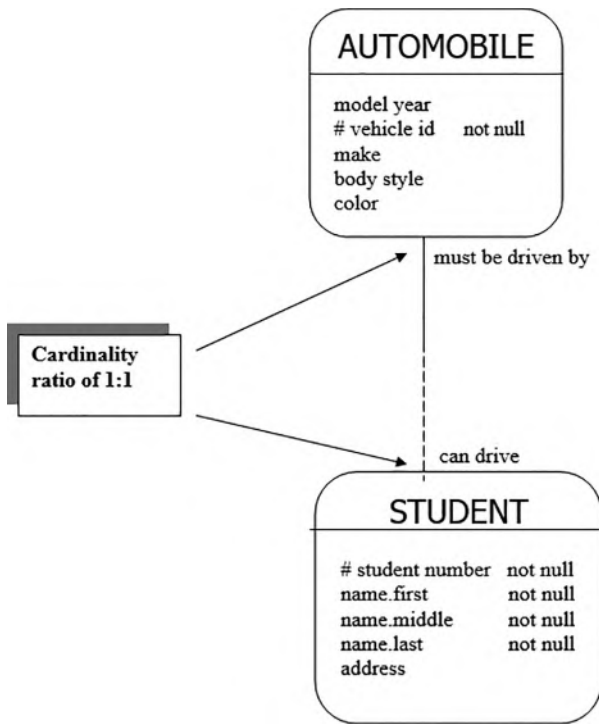 AUTOMOBILE
model year
# vehicle id not null
make
body style
color
must be driven by
Cardinality
ratio of 1:1
can drive
STUDENT
# student number not null
name.first not null
name.middle not null
name.last not null
address